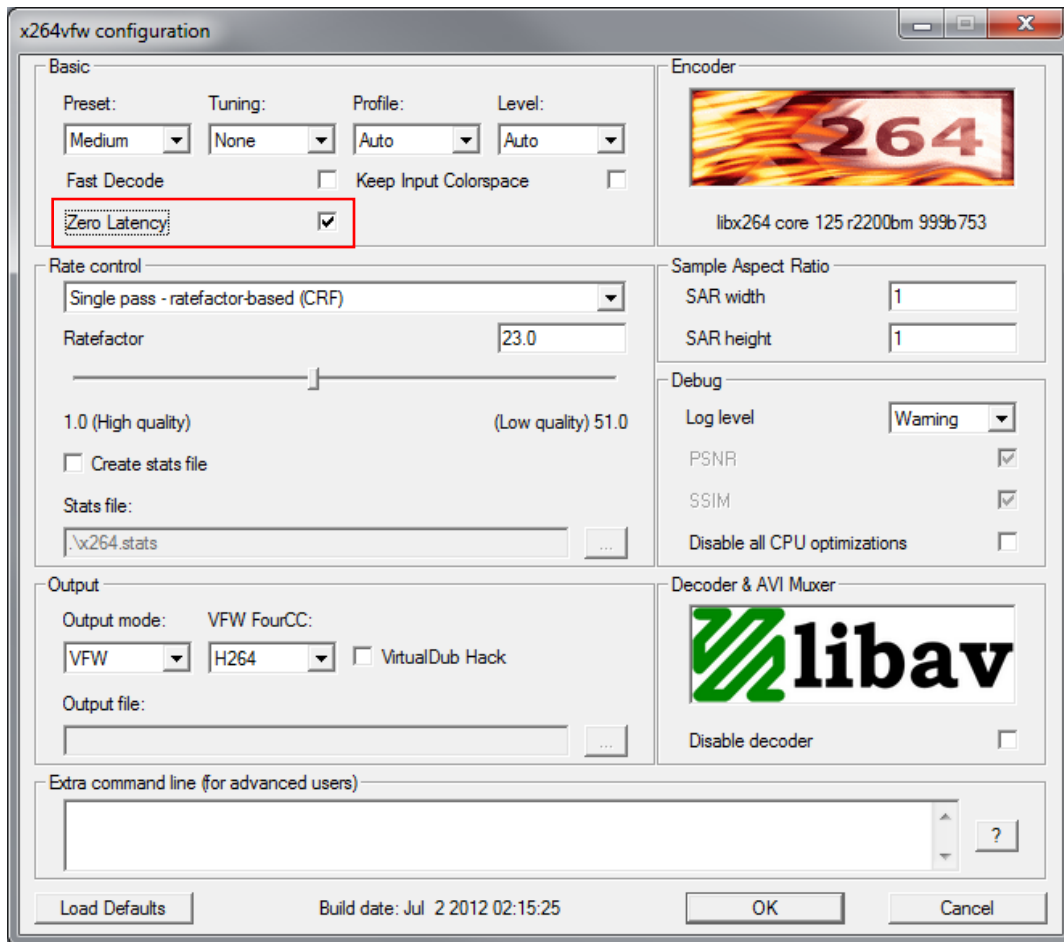 x264vfw configuration
Basic
Preset: Tuning: Profile: Level:
Medium None Auto Auto
Fast Decode Keep Input Colorspace
Zero Latency
Encoder
264
libx264 core 125 r2200bm 999b753
Rate control
Single pass - ratefactor-based (CRF)
Ratefactor 23.0
1.0 (High quality) (Low quality) 51.0
Create stats file
Stats file:
.\x264.stats ...
Sample Aspect Ratio
SAR width 1
SAR height 1
Debug
Log level Warning
PSNR
SSIM
Disable all CPU optimizations
Output
Output mode: VFW FourCC:
VFW H264 VirtualDub Hack
Output file:
...
Decoder & AVI Muxer
libav
Disable decoder
Extra command line (for advanced users)
?
Load Defaults Build date: Jul 2 2012 02:15:25 OK Cancel